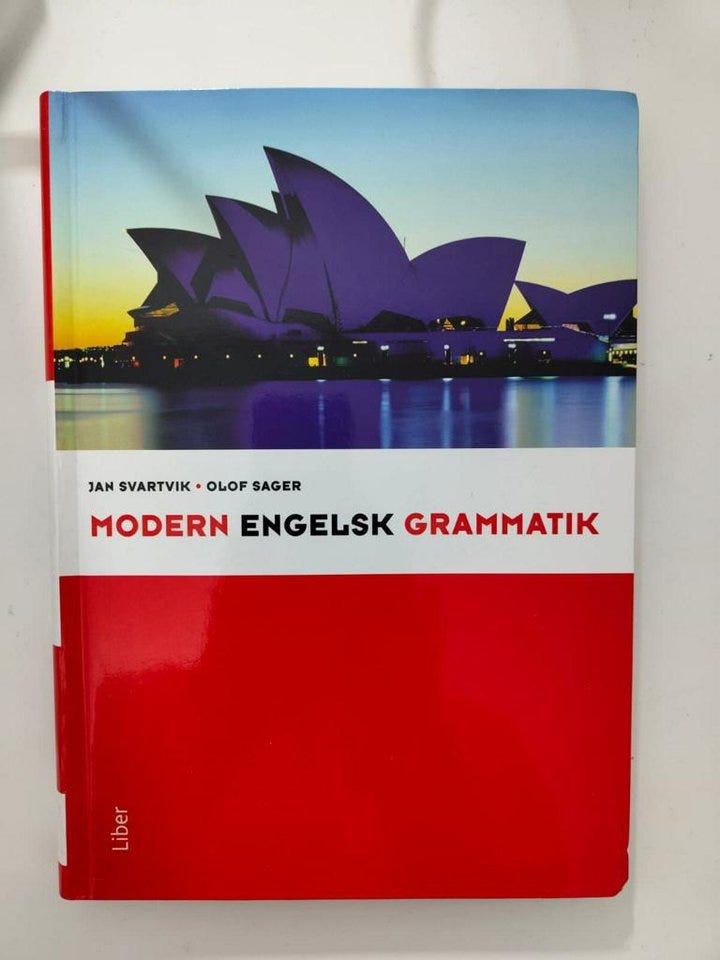 JAN SVARTVIK • OLOF SAGER
MODERN ENGELSK GRAMMATIK
Liber